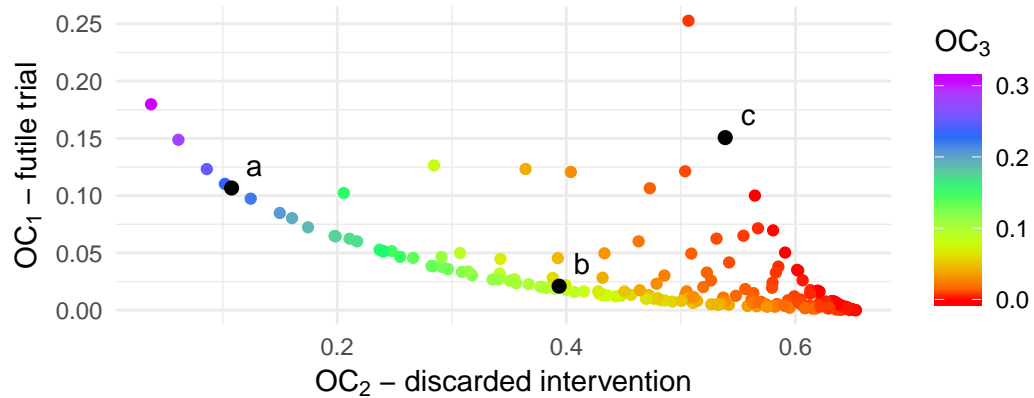 0.25
0.20
0.15
0.10
0.05
0.00
OC₁ – futile trial
a
b
c
0.2
0.4
0.6
OC₂ – discarded intervention
OC₃
0.3
0.2
0.1
0.0